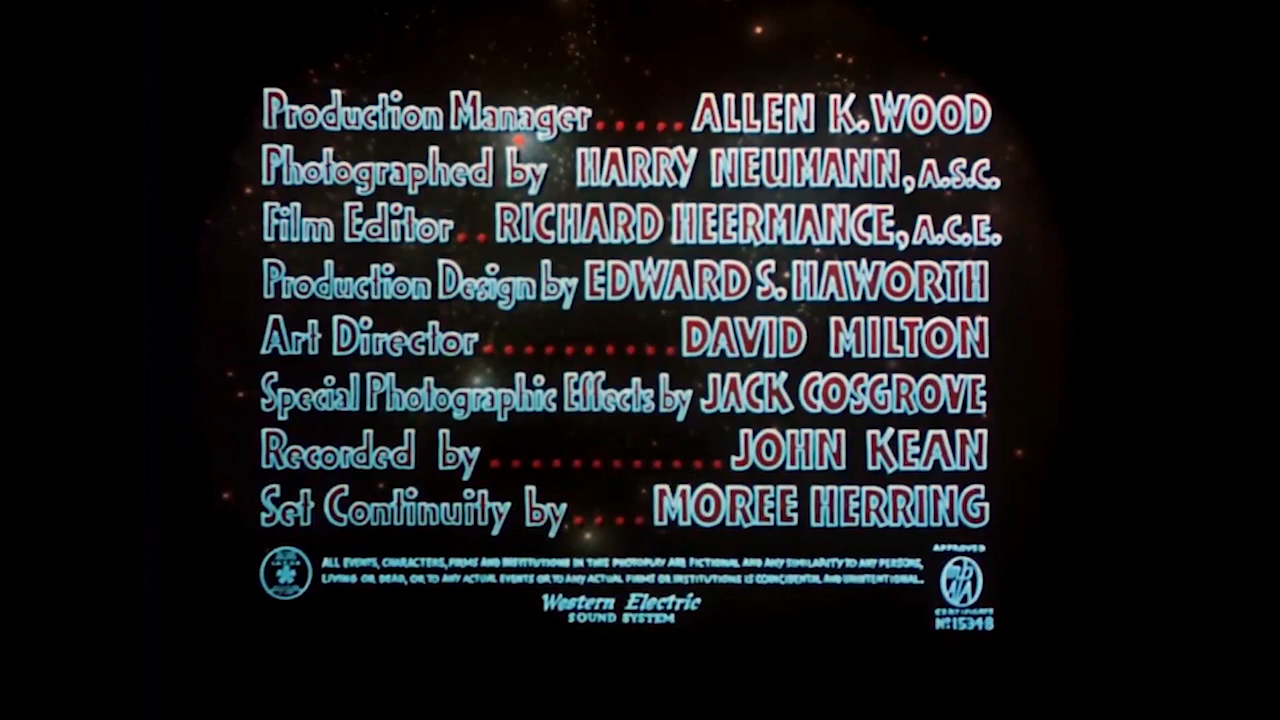 Production Manager.....ALLEN K. WOOD
Photographed by HARRY NEUMANN, A.S.C.
Film Editor..RICHARD HEERMANCE, A.C.E.
Production Design by EDWARD S. HAWORTH
Art Director..........DAVID MILTON
Special Photographic Effects by JACK COSGROVE
Recorded by............JOHN KEAN
Set Continuity by....MOREE HERRING
ALL EVENTS, CHARACTERS, FIRMS AND INSTITUTIONS IN THIS PHOTOPLAY ARE FICTIONAL AND ANY SIMILARITY TO ANY PERSONS,
LIVING OR DEAD, OR TO ANY ACTUAL EVENTS OR TO ANY ACTUAL FIRMS OR INSTITUTIONS IS COINCIDENTAL AND UNINTENTIONAL..
APPROVED
CERTIFICATE
No 15348
Western Electric
SOUND SYSTEM